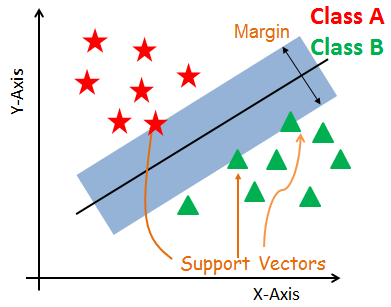 Class A
Class B
Margin
Y-Axis
Support Vectors
X-Axis